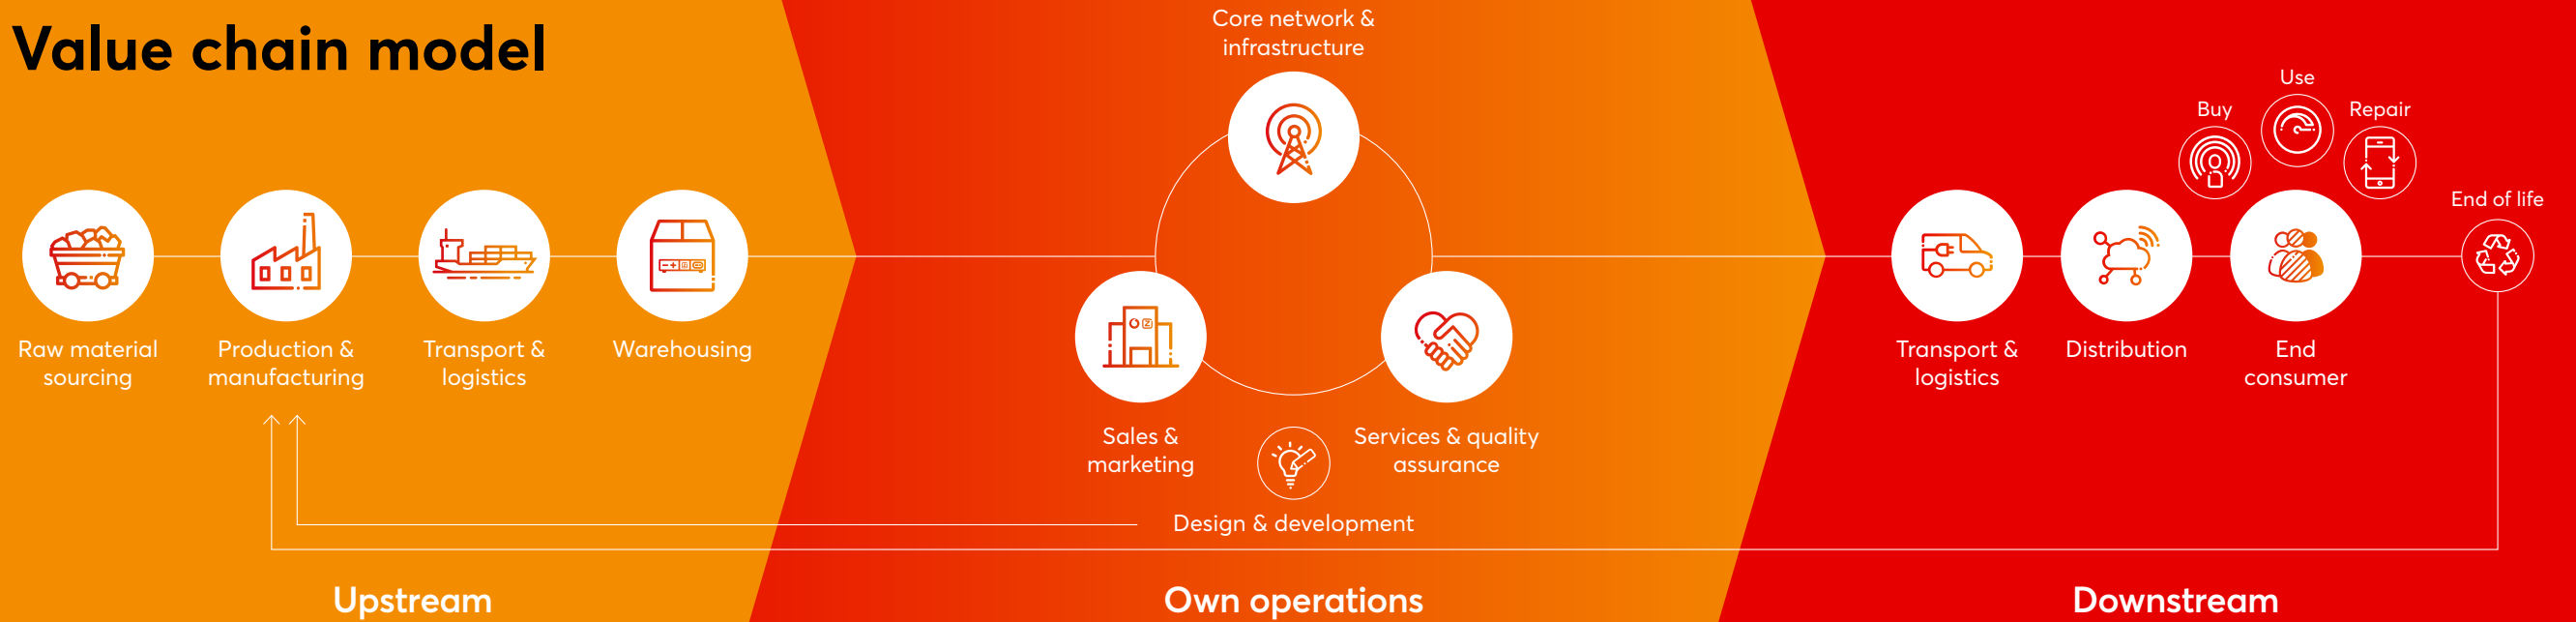 Value chain model
Raw material
sourcing
Production &
manufacturing
Transport &
logistics
Warehousing
Upstream
Core network &
infrastructure
Sales &
marketing
Services & quality
assurance
Design & development
Own operations
Transport &
logistics
Distribution
Buy
Use
Repair
End
consumer
End of life
Downstream